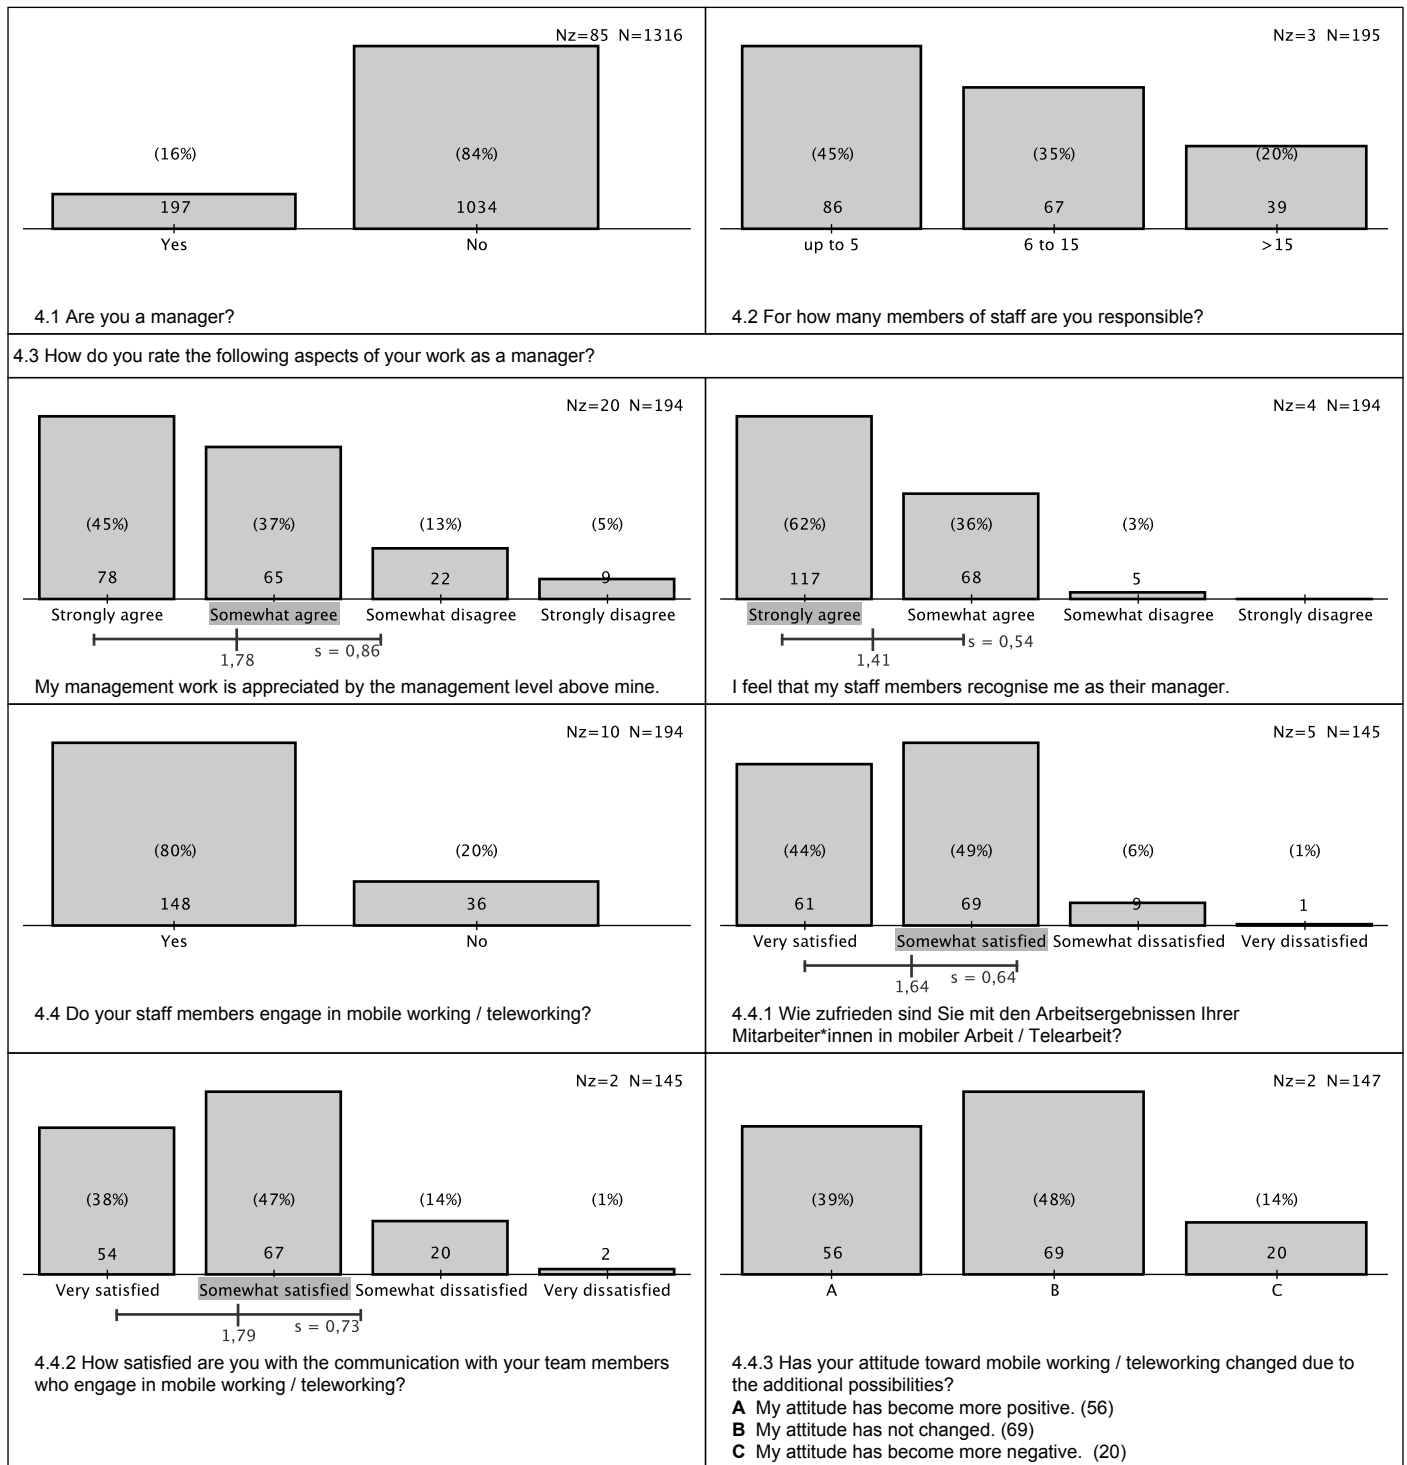 Nz=85 N=1316
(16%) (84%)
197 1034
Yes No
4.1 Are you a manager?
Nz=3 N=195
(45%) (35%) (20%)
86 67 39
up to 5 6 to 15 >15
4.2 For how many members of staff are you responsible?
4.3 How do you rate the following aspects of your work as a manager?
Nz=20 N=194
(45%) (37%) (13%) (5%)
78 65 22 9
Strongly agree Somewhat agree Somewhat disagree Strongly disagree
s = 0,86
1,78
My management work is appreciated by the management level above mine.
Nz=4 N=194
(62%) (36%) (3%)
117 68 5
Strongly agree Somewhat agree Somewhat disagree Strongly disagree
s = 0,54
1,41
I feel that my staff members recognise me as their manager.
Nz=10 N=194
(80%) (20%)
148 36
Yes No
4.4 Do your staff members engage in mobile working / teleworking?
Nz=5 N=145
(44%) (49%) (6%) (1%)
61 69 9 1
Very satisfied Somewhat satisfied Somewhat dissatisfied Very dissatisfied
s = 0,64
1,64
4.4.1 Wie zufrieden sind Sie mit den Arbeitsergebnissen Ihrer
Mitarbeiter*innen in mobiler Arbeit / Telearbeit?
Nz=2 N=145
(38%) (47%) (14%) (1%)
54 67 20 2
Very satisfied Somewhat satisfied Somewhat dissatisfied Very dissatisfied
s = 0,73
1,79
4.4.2 How satisfied are you with the communication with your team members
who engage in mobile working / teleworking?
Nz=2 N=147
(39%) (48%) (14%)
56 69 20
A B C
4.4.3 Has your attitude toward mobile working / teleworking changed due to
the additional possibilities?
A My attitude has become more positive. (56)
B My attitude has not changed. (69)
C My attitude has become more negative. (20)